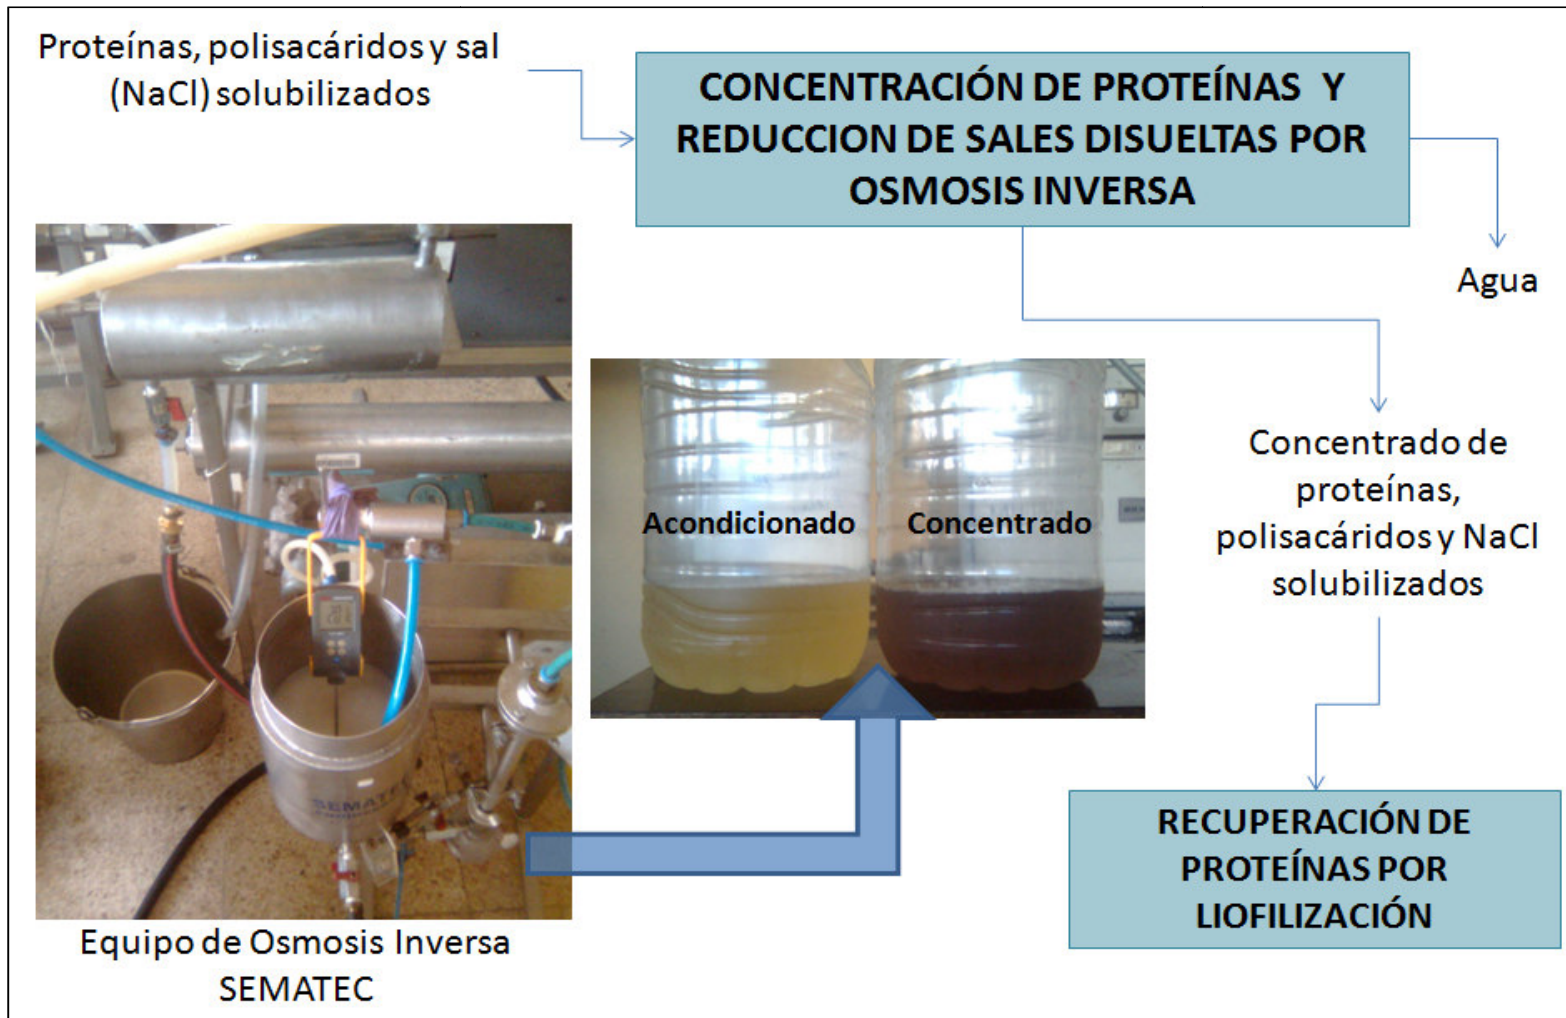 Proteínas, polisacáridos y sal
(NaCl) solubilizados
CONCENTRACIÓN DE PROTEÍNAS Y
REDUCCION DE SALES DISUELTAS POR
OSMOSIS INVERSA
Agua
Acondicionado
Concentrado
Concentrado de
proteínas,
polisacáridos y NaCl
solubilizados
SEMATEC
RECUPERACIÓN DE
PROTEÍNAS POR
LIOFILIZACIÓN
Equipo de Osmosis Inversa
SEMATEC